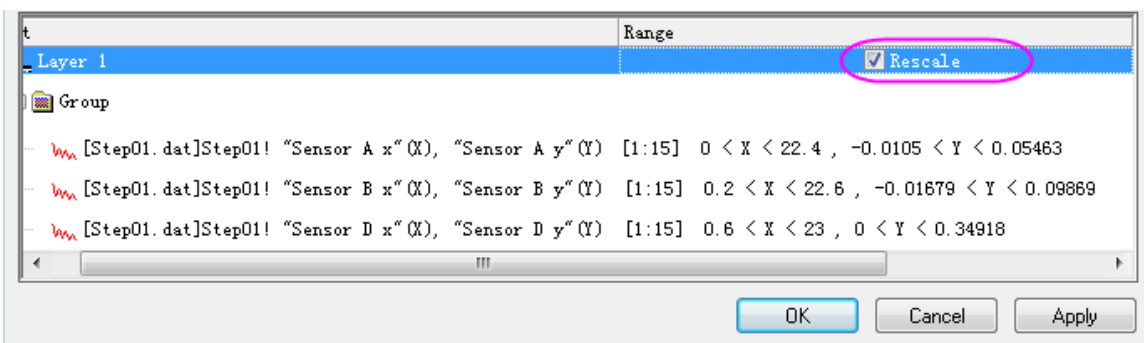 t Range
Layer 1 Rescale
Group
[Step01.dat]Step01! "Sensor A x"(X), "Sensor A y"(Y) [1:15] 0 < X < 22.4 , -0.0105 < Y < 0.05463
[Step01.dat]Step01! "Sensor B x"(X), "Sensor B y"(Y) [1:15] 0.2 < X < 22.6 , -0.01679 < Y < 0.09869
[Step01.dat]Step01! "Sensor D x"(X), "Sensor D y"(Y) [1:15] 0.6 < X < 23 , 0 < Y < 0.34918
OK Cancel Apply